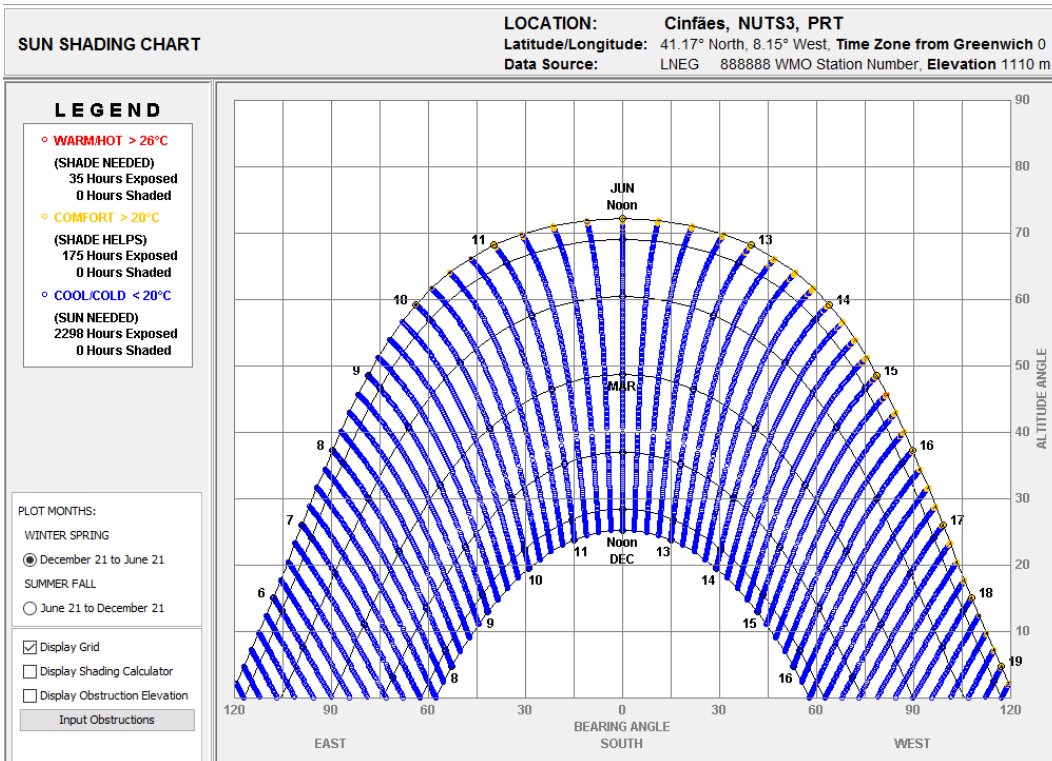 SUN SHADING CHART
LOCATION: Cinfães, NUTS3, PRT
Latitude/Longitude: 41.17° North, 8.15° West, Time Zone from Greenwich 0
Data Source: LNEG 888888 WMO Station Number, Elevation 1110 m
LEGEND
WARM/HOT > 26°C
(SHADE NEEDED)
35 Hours Exposed
0 Hours Shaded
COMFORT > 20°C
(SHADE HELPS)
175 Hours Exposed
0 Hours Shaded
COOL/COLD < 20°C
(SUN NEEDED)
2298 Hours Exposed
0 Hours Shaded
PLOT MONTHS:
WINTER SPRING
December 21 to June 21
SUMMER FALL
June 21 to December 21
Display Grid
Display Shading Calculator
Display Obstruction Elevation
Input Obstructions
90
80
70
60
50
40
30
20
10
ALTITUDE ANGLE
JUN
Noon
11
13
10
14
9
15
8
16
7
17
6
18
19
MAR
Noon
DEC
11
13
10
14
9
15
8
16
120 90 60 30 0 30 60 90 120
BEARING ANGLE
EAST SOUTH WEST